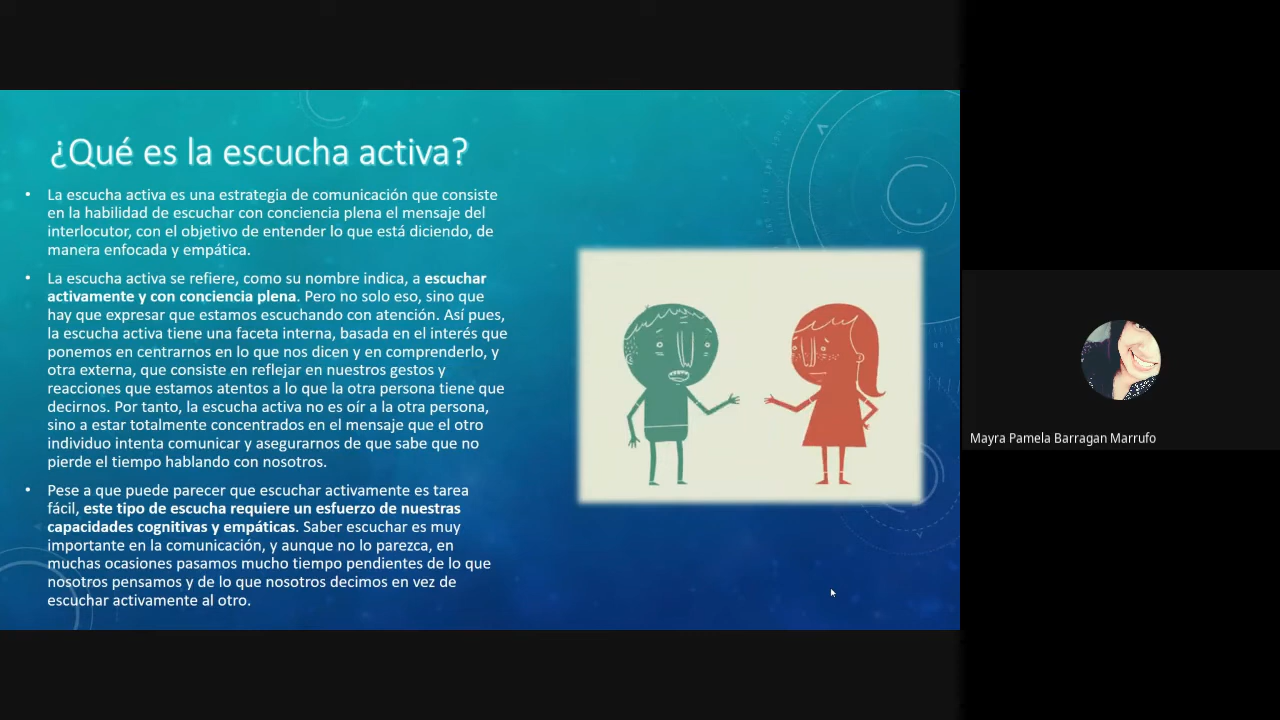 ¿Qué es la escucha activa?
• La escucha activa es una estrategia de comunicación que consiste
en la habilidad de escuchar con conciencia plena el mensaje del
interlocutor, con el objetivo de entender lo que está diciendo, de
manera enfocada y empática.
• La escucha activa se refiere, como su nombre indica, a escuchar
activamente y con conciencia plena. Pero no solo eso, sino que
hay que expresar que estamos escuchando con atención. Así pues,
la escucha activa tiene una faceta interna, basada en el interés que
ponemos en centrarnos en lo que nos dicen y en comprenderlo, y
otra externa, que consiste en reflejar en nuestros gestos y
reacciones que estamos atentos a lo que la otra persona tiene que
decirnos. Por tanto, la escucha activa no es oír a la otra persona,
sino a estar totalmente concentrados en el mensaje que el otro
individuo intenta comunicar y asegurarnos de que sabe que no
pierde el tiempo hablando con nosotros.
• Pese a que puede parecer que escuchar activamente es tarea
fácil, este tipo de escucha requiere un esfuerzo de nuestras
capacidades cognitivas y empáticas. Saber escuchar es muy
importante en la comunicación, y aunque no lo parezca, en
muchas ocasiones pasamos mucho tiempo pendientes de lo que
nosotros pensamos y de lo que nosotros decimos en vez de
escuchar activamente al otro.
Mayra Pamela Barragan Marrufo